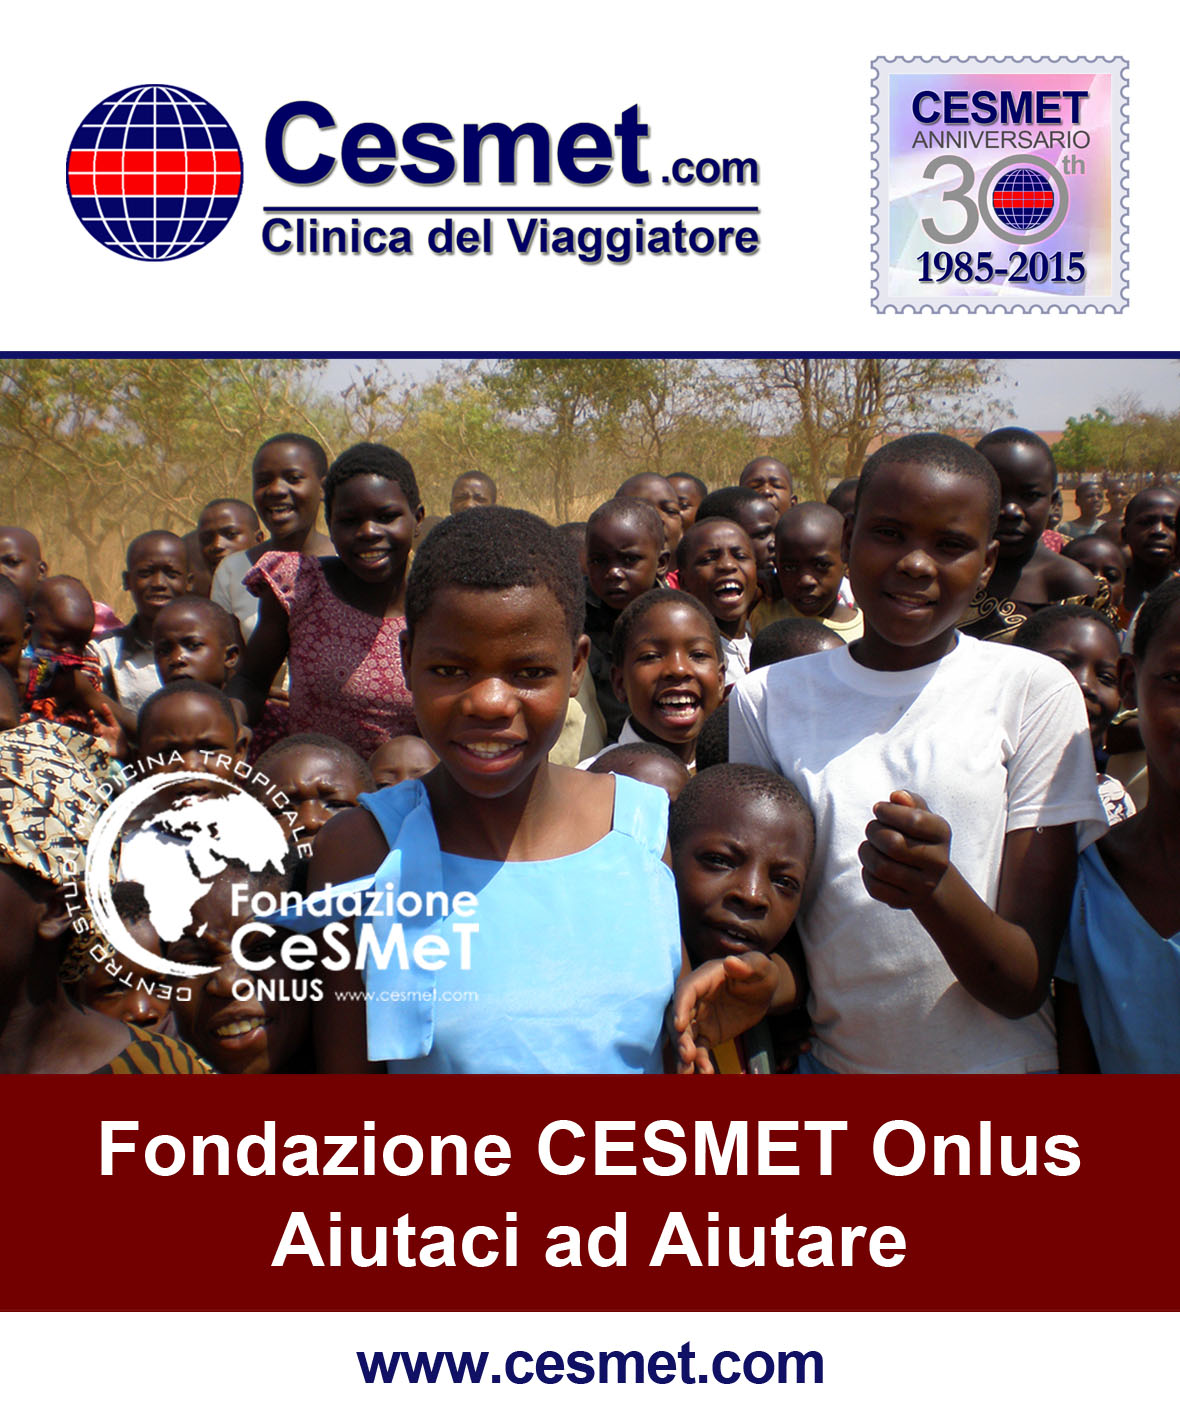 Cesmet .com
Clinica del Viaggiatore
CESMET
ANNIVERSARIO
30th
1985-2015
CENTRO STUDI MEDICINA TROPICALE
Fondazione
CeSMeT
ONLUS www.cesmet.com
Fondazione CESMET Onlus
Aiutaci ad Aiutare
www.cesmet.com